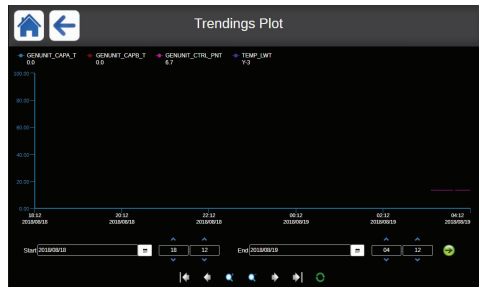 Trendings Plot
GENUNIT_CAPA_T GENUNIT_CAPB_T GENUNIT_CTRL_PNT TEMP_LWT
0.0 0.0 6.7 Y-3
100.00
80.00
60.00
40.00
20.00
0.00
18:12 20:12 22:12 00:12 02:12 04:12
2018/08/18 2018/08/18 2018/08/18 2018/08/19 2018/08/19 2018/08/19
Start 2018/08/18 18 12 End 2018/08/19 04 12